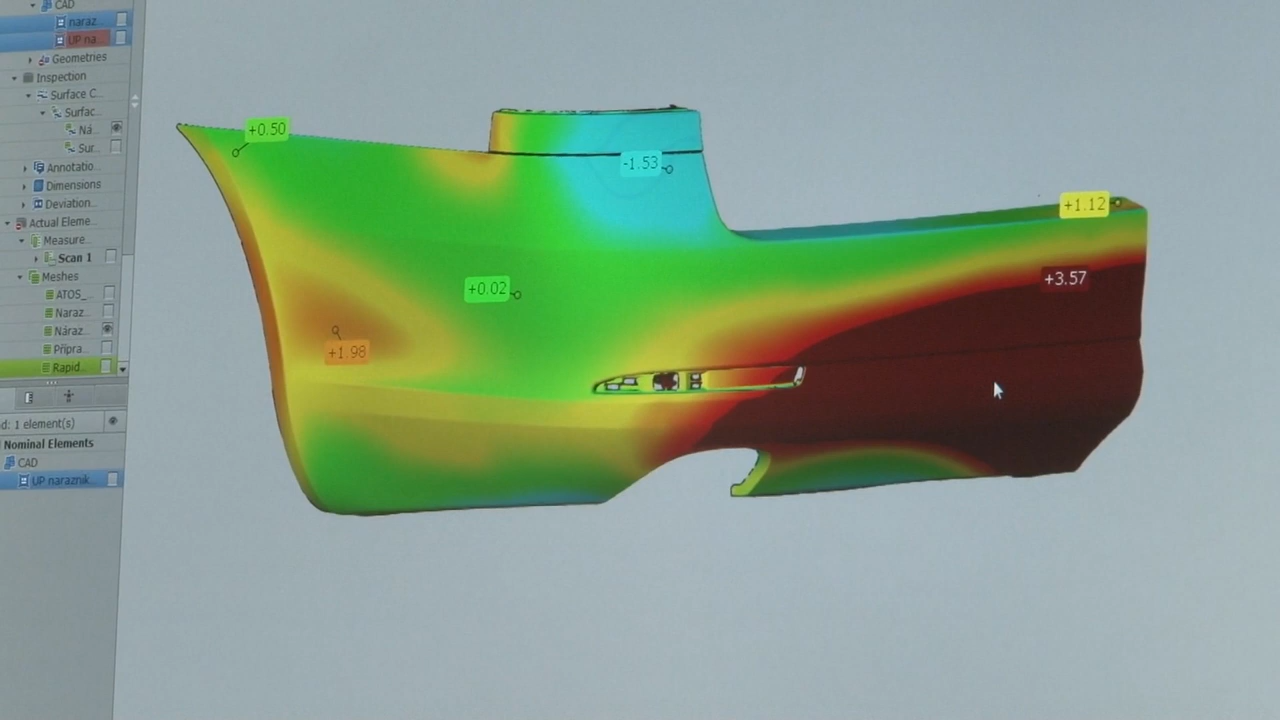 CAD
naraz...
UP na...
Geometries
Inspection
Surface C...
Surfac...
Ná...
Sur...
Annotatio...
Dimensions
Deviation...
Actual Eleme...
Measure...
Scan 1
Meshes
ATOS_...
Naraz...
Náraz...
Přípra...
Rapid...
d: 1 element(s)
Nominal Elements
CAD
UP naraznik...
+0.50
-1.53
+1.12
+3.57
+0.02
+1.98